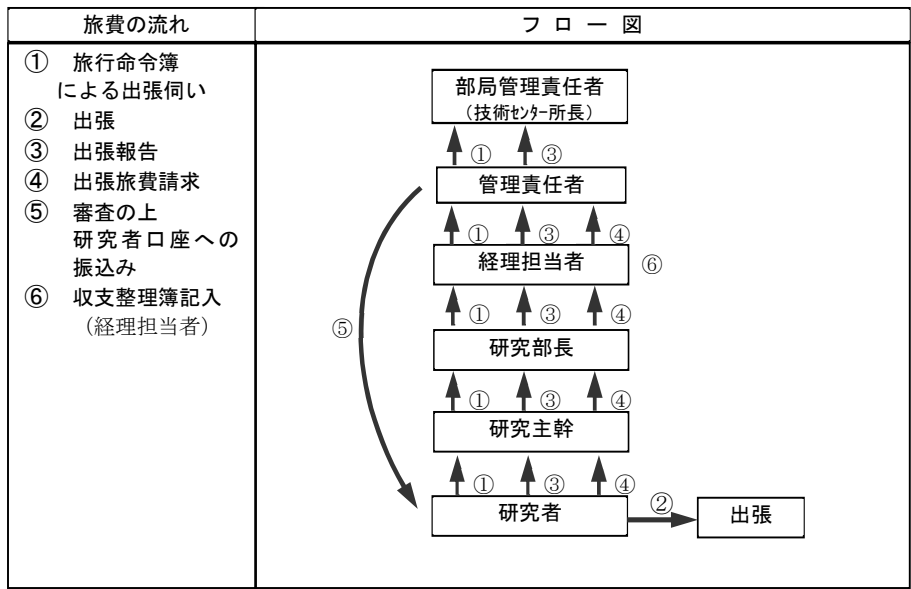 旅費の流れ
① 旅行命令簿
による出張伺い
② 出張
③ 出張報告
④ 出張旅費請求
⑤ 審査の上
研究者口座への
振込み
⑥ 収支整理簿記入
（経理担当者）
フロー図
部局管理責任者
（技術ｾﾝﾀｰ所長）
① ③
管理責任者
① ③ ④
経理担当者 ⑥
① ③ ④
⑤
研究部長
① ③ ④
研究主幹
① ③ ④
研究者 ② 出張